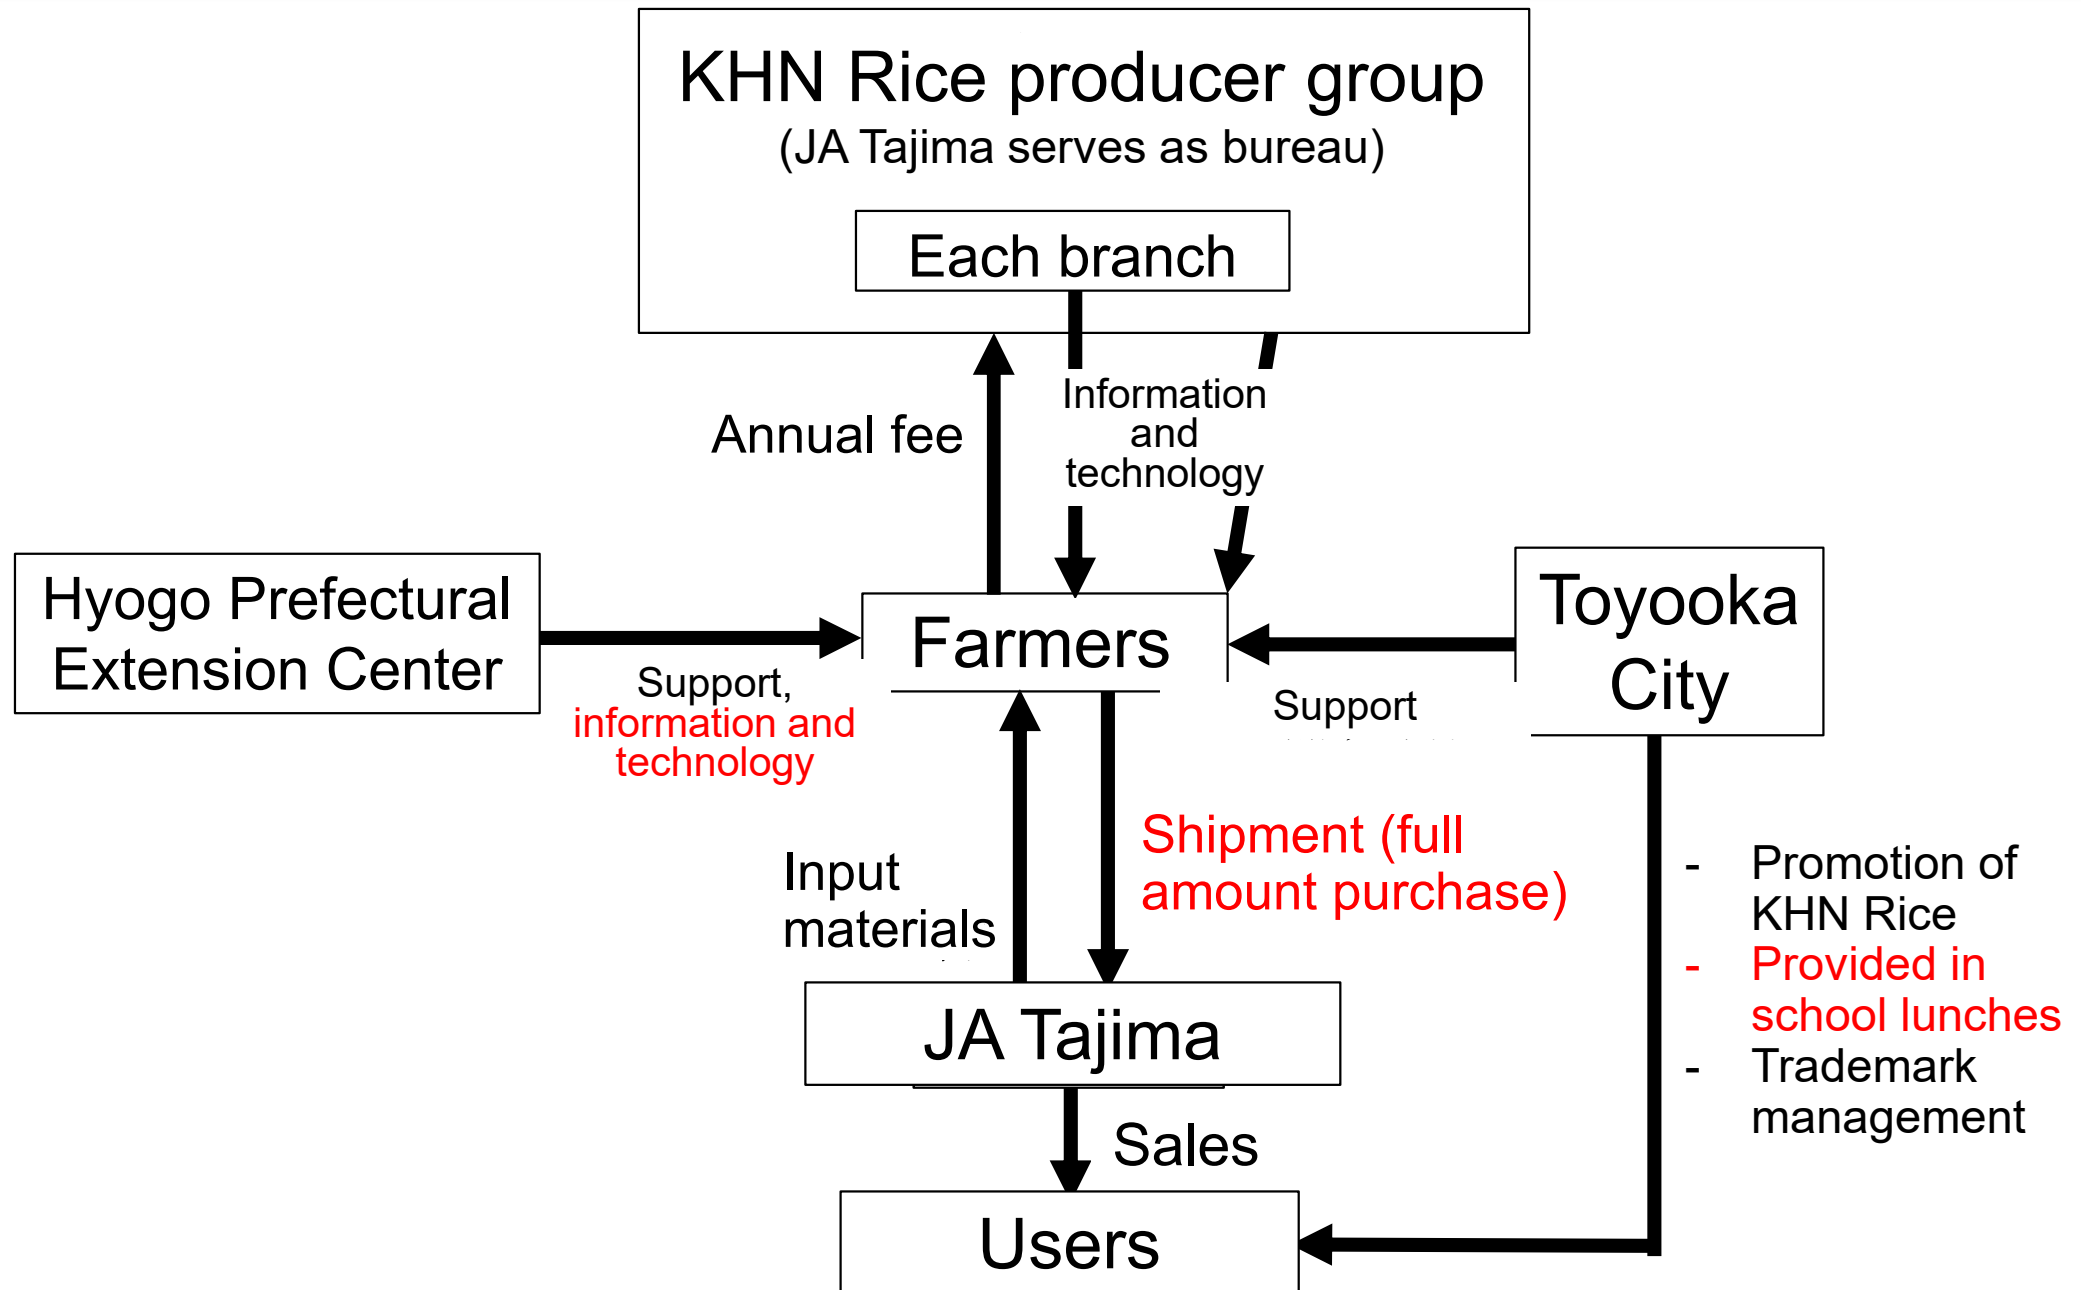 KHN Rice producer group
(JA Tajima serves as bureau)
Each branch
Annual fee
Information
and
technology
Hyogo Prefectural
Extension Center
Support,
information and
technology
Farmers
Support
Toyooka
City
Input
materials
Shipment (full
amount purchase)
JA Tajima
Sales
Users
- Promotion of
KHN Rice
- Provided in
school lunches
- Trademark
management